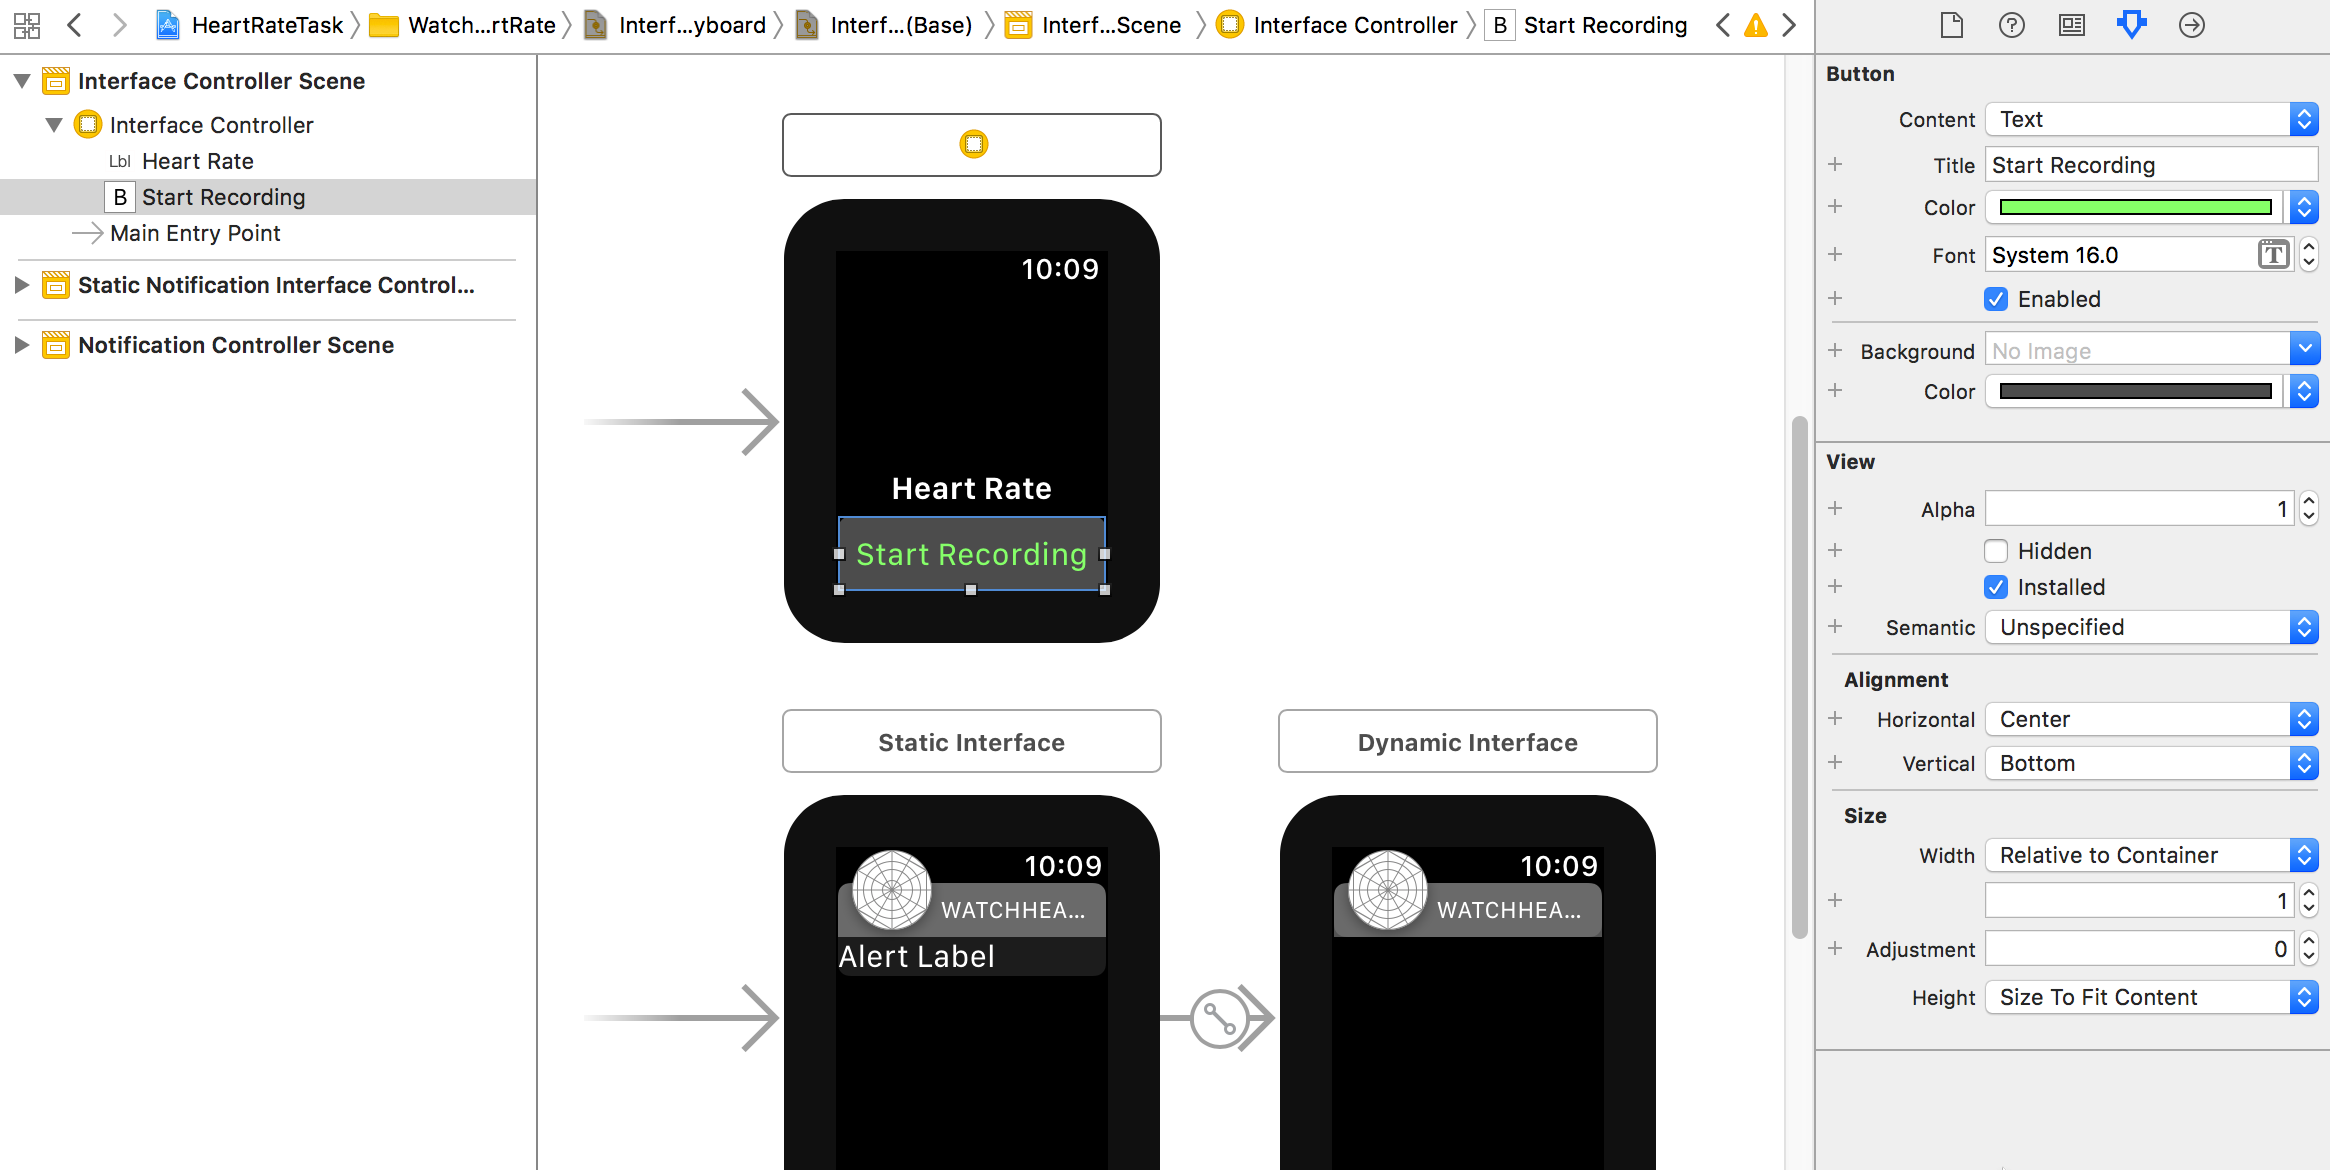 HeartRateTask
Watch...rtRate
Interf...yboard
Interf...(Base)
Interf...Scene
Interface Controller
B Start Recording
Interface Controller Scene
Interface Controller
Lbl Heart Rate
B Start Recording
Main Entry Point
Static Notification Interface Control...
Notification Controller Scene
10:09
Heart Rate
Start Recording
Static Interface
Dynamic Interface
10:09
WATCHHEA...
Alert Label
10:09
WATCHHEA...
Button
Content Text
Title Start Recording
Color
Font System 16.0 T
Enabled
Background No Image
Color
View
Alpha 1
Hidden
Installed
Semantic Unspecified
Alignment
Horizontal Center
Vertical Bottom
Size
Width Relative to Container
1
Adjustment 0
Height Size To Fit Content